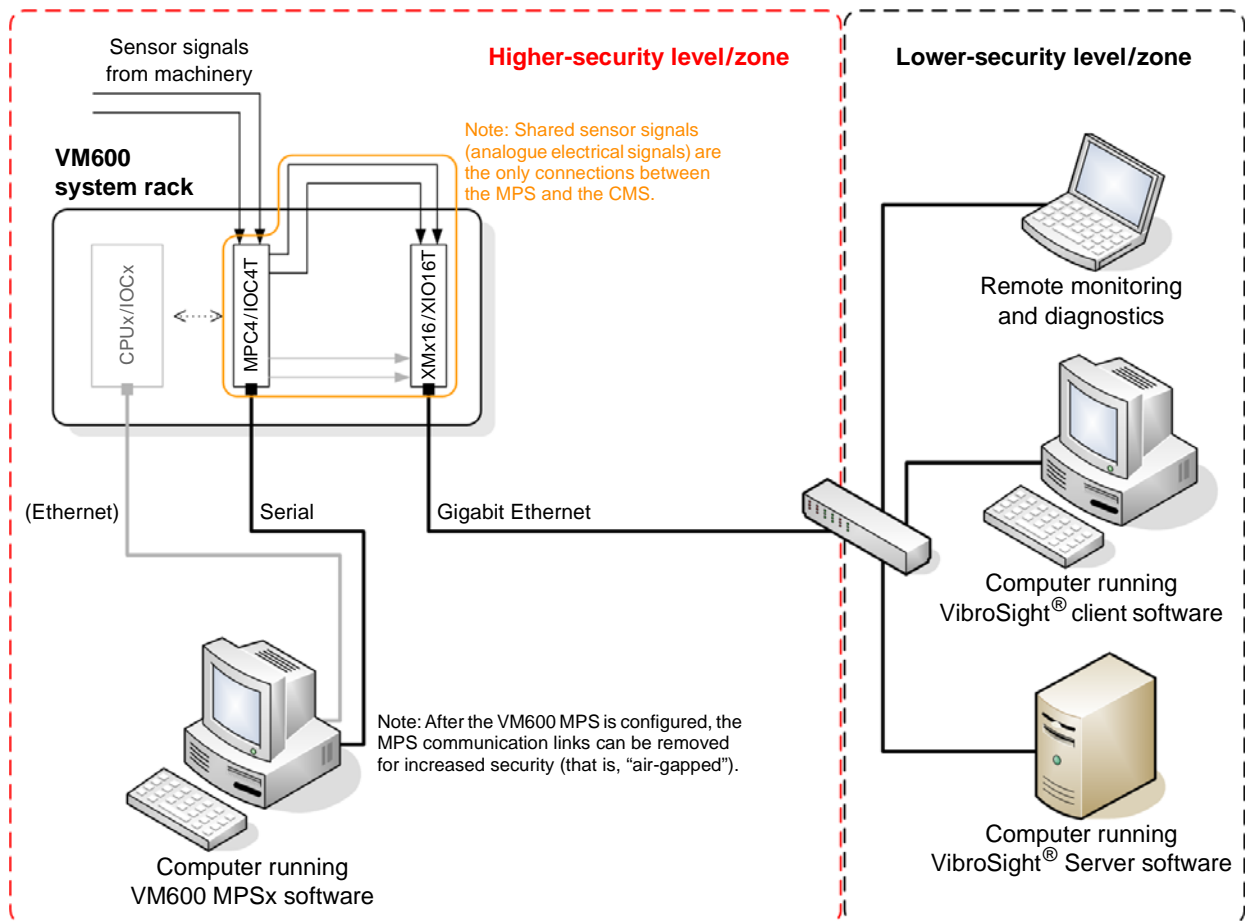 Sensor signals
from machinery
Higher-security level/zone
Lower-security level/zone
Note: Shared sensor signals
(analogue electrical signals) are
the only connections between
the MPS and the CMS.
VM600
system rack
CPUx/IOCx
MPC4/IOC4T
XMx16/XIO16T
Remote monitoring
and diagnostics
(Ethernet)
Serial
Gigabit Ethernet
Computer running
VibroSight® client software
Note: After the VM600 MPS is configured, the
MPS communication links can be removed
for increased security (that is, “air-gapped”).
Computer running
VM600 MPSx software
Computer running
VibroSight® Server software